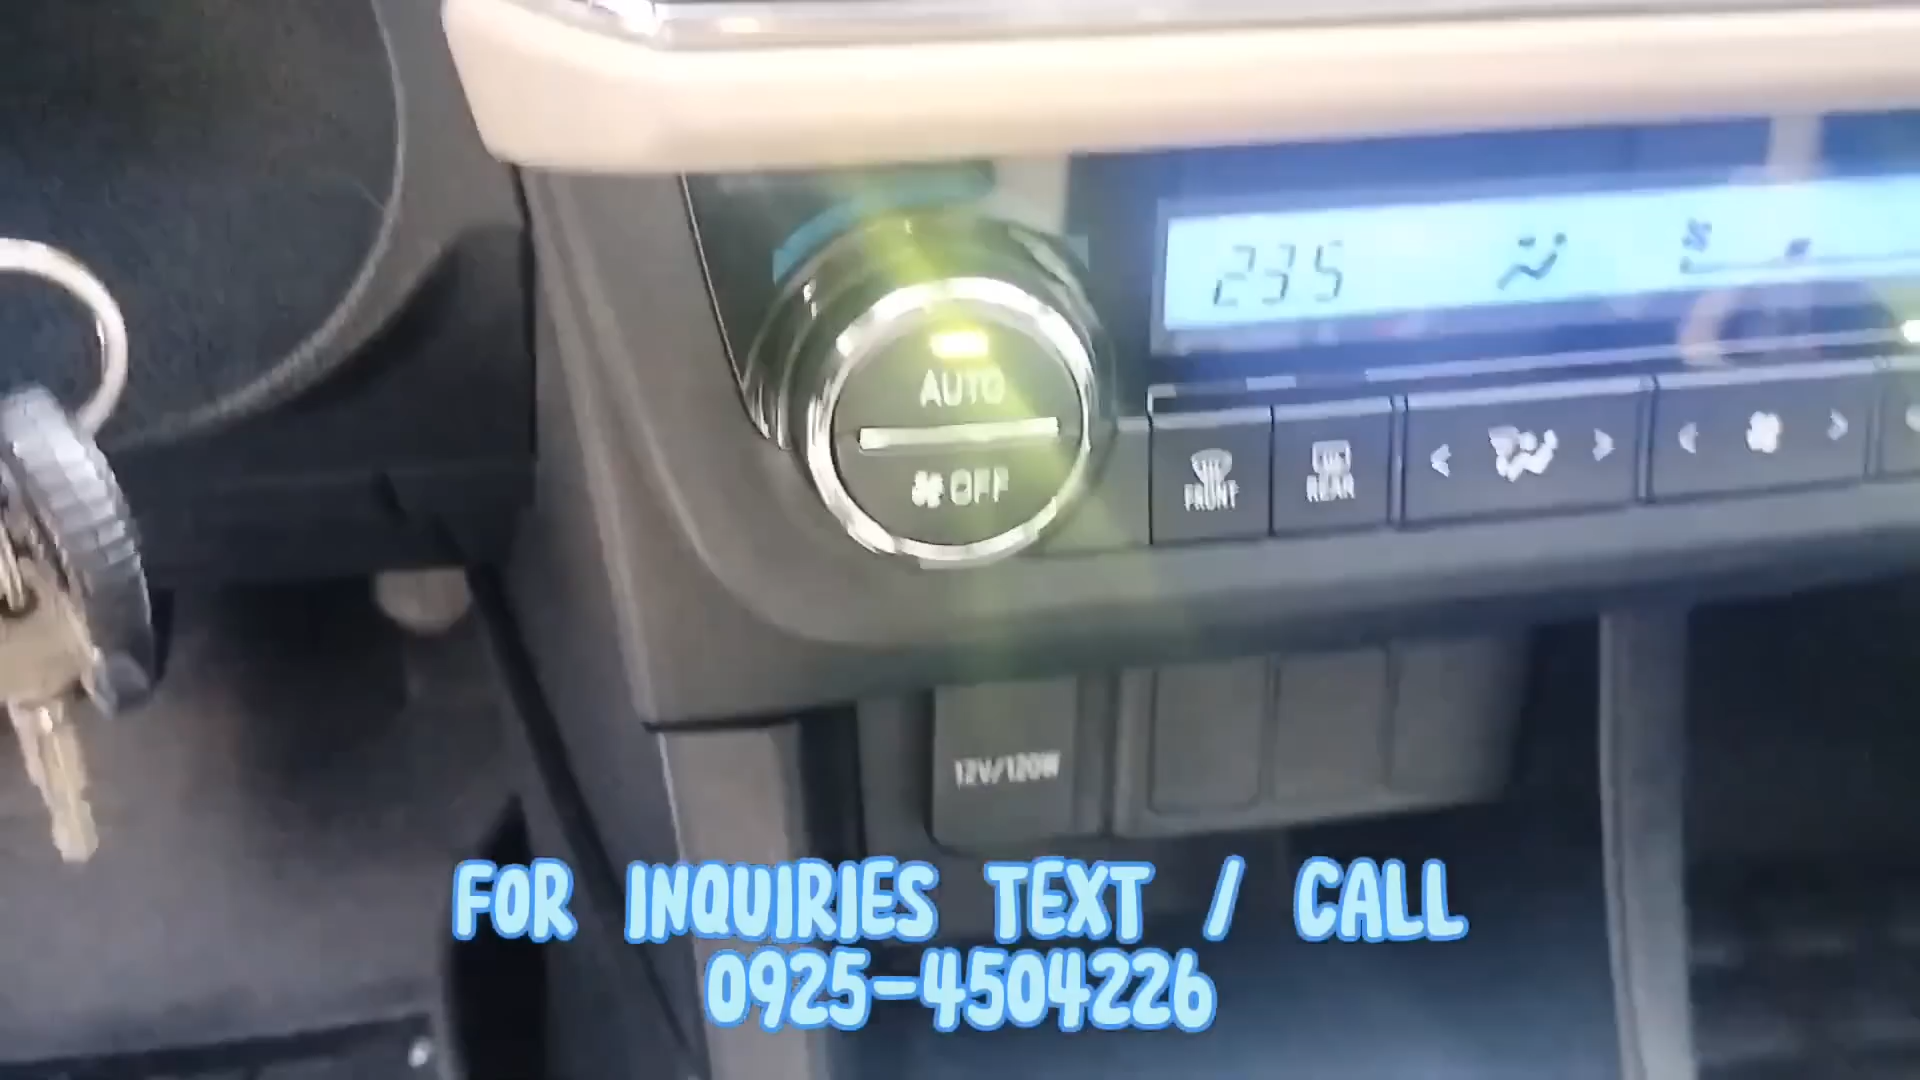 235
AUTO
OFF
FRONT
REAR
12V/120W
FOR INQUIRIES TEXT / CALL
0925-4504226